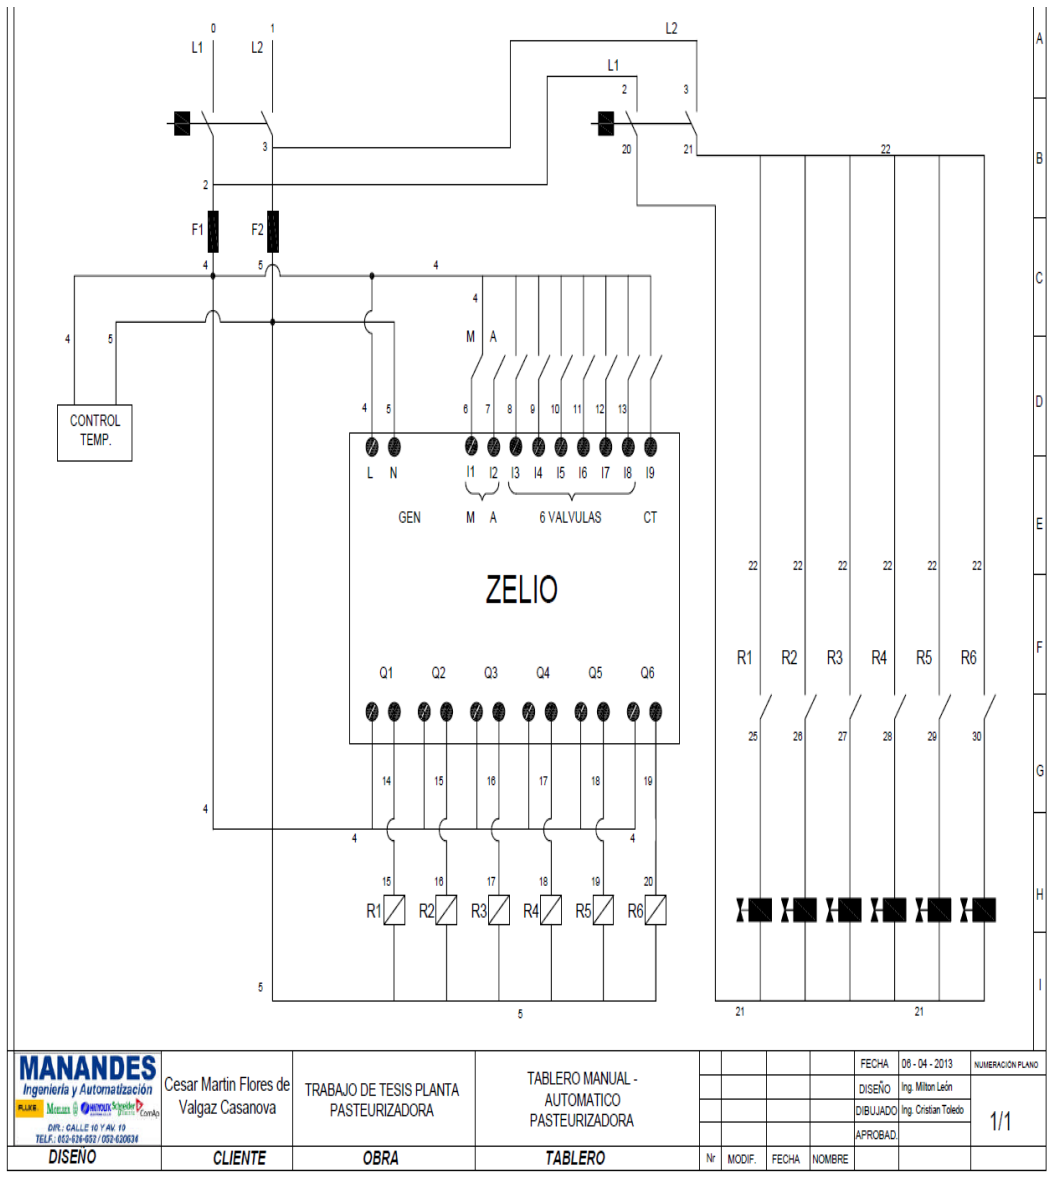 0 1
L1 L2
L2
L1
2 3
A
3
20 21 22
B
2
F1 F2
4 5 4
C
4
M A
4 5
CONTROL
TEMP.
4 5 6 7 8 9 10 11 12 13
D
L N I1 I2 I3 I4 I5 I6 I7 I8 I9
GEN M A 6 VALVULAS CT
E
ZELIO
22 22 22 22 22 22
R1 R2 R3 R4 R5 R6
F
Q1 Q2 Q3 Q4 Q5 Q6
25 26 27 28 29 30
14 15 16 17 18 19
G
4
4 4
15 16 17 18 19 20
R1 R2 R3 R4 R5 R6
H
5
5
21 21
I
MANANDES
Ingeniería y Automatización
FLUKE. Schneider ComAp
DIR.: CALLE 10 Y AV. 19
TELF.: 052-626-652 / 052-620634
DISEÑO
Cesar Martin Flores de
Valgaz Casanova
CLIENTE
TRABAJO DE TESIS PLANTA
PASTEURIZADORA
OBRA
TABLERO MANUAL -
AUTOMATICO
PASTEURIZADORA
TABLERO
Nr MODIF. FECHA NOMBRE
FECHA 06 - 04 - 2013
DISEÑO Ing. Milton León
DIBUJADO Ing. Cristian Toledo
APROBAD.
NUMERACIÓN PLANO
1/1